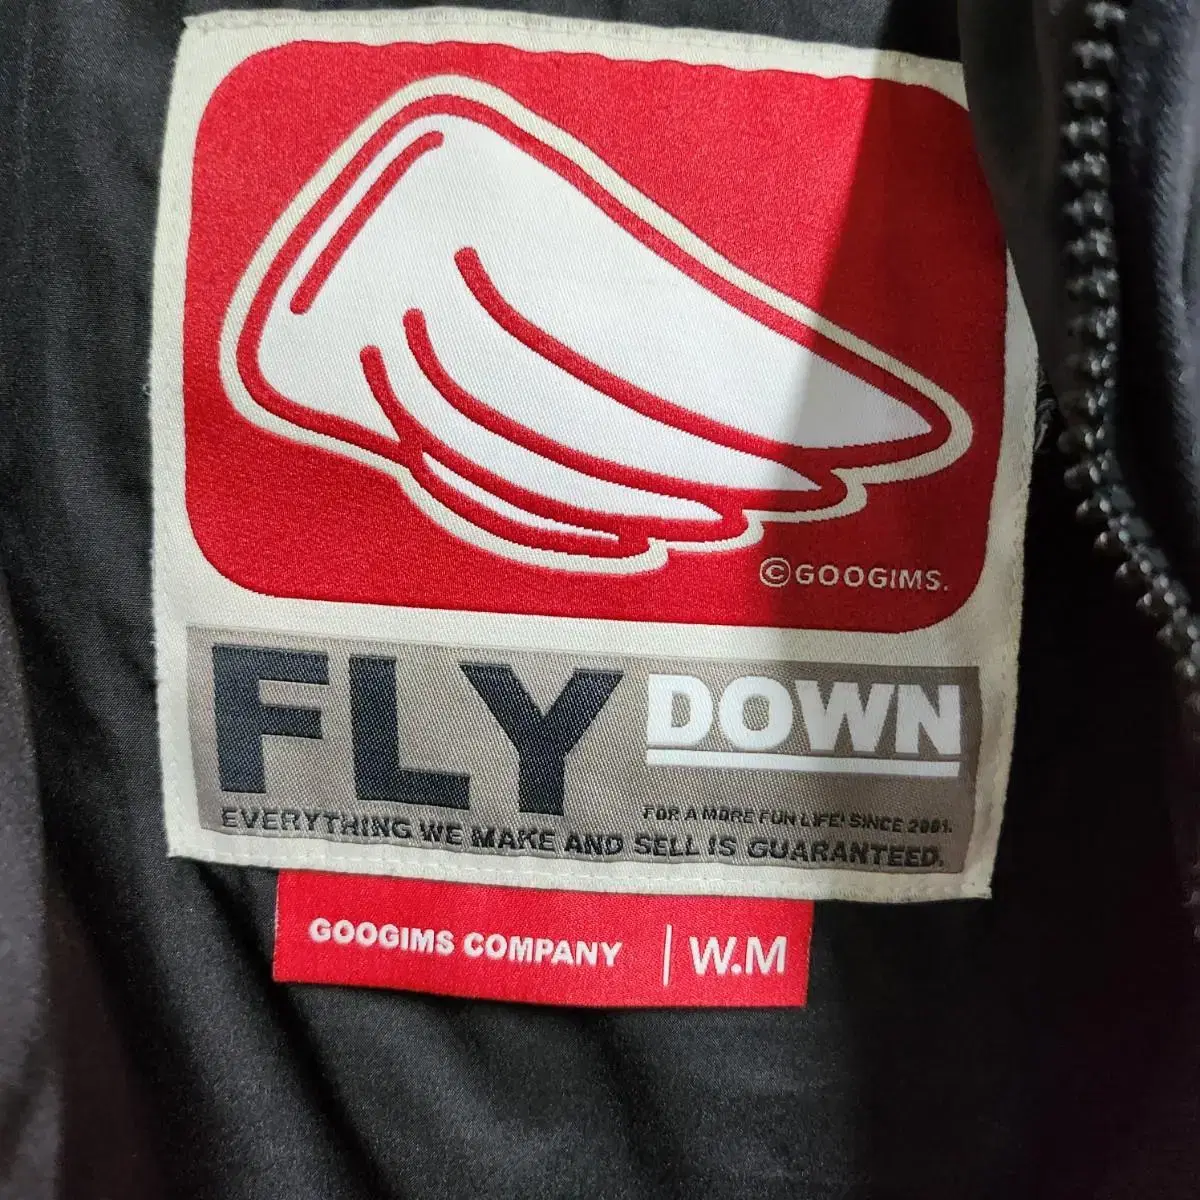 ©GOOGIMS.
FLY DOWN
FOR A MORE FUN LIFE! SINCE 2001.
EVERYTHING WE MAKE AND SELL IS GUARANTEED.
GOOGIMS COMPANY | W.M